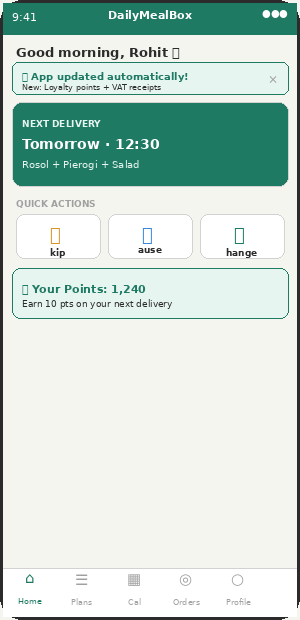 9:41
DailyMealBox
Good morning, Rohit
App updated automatically!
New: Loyalty points + VAT receipts
×
NEXT DELIVERY
Tomorrow · 12:30
Rosol + Pierogi + Salad
QUICK ACTIONS
kip
ause
hange
Your Points: 1,240
Earn 10 pts on your next delivery
Home
Plans
Cal
Orders
Profile